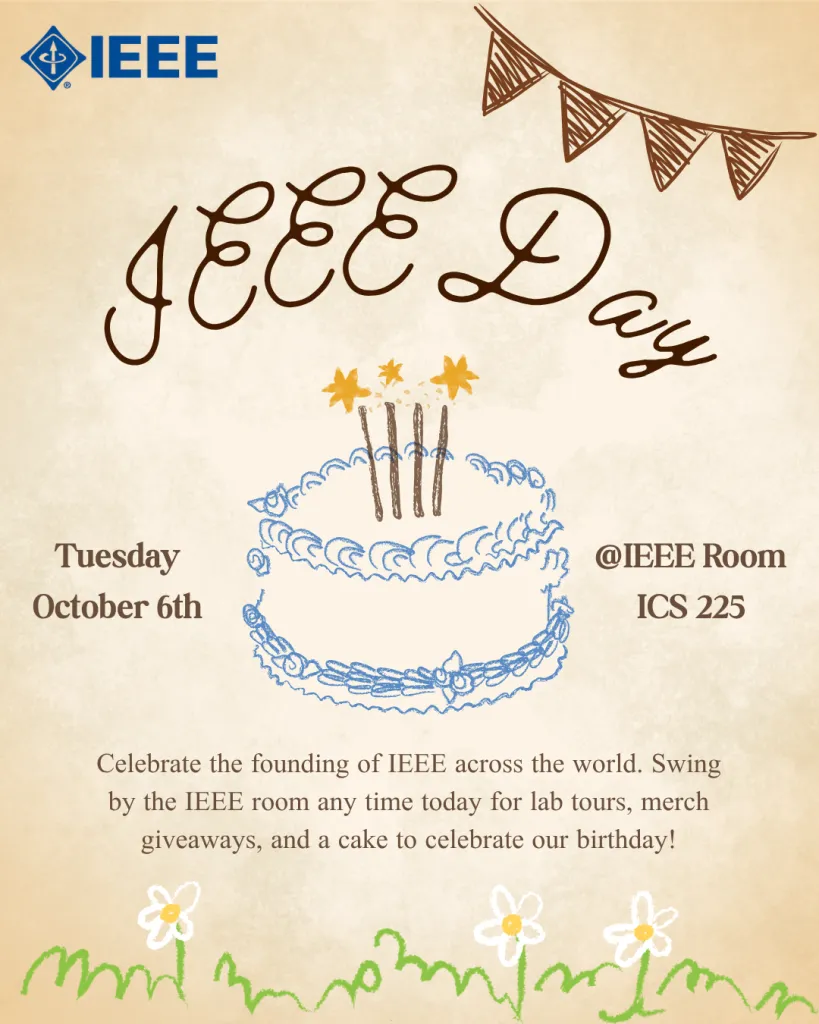 IEEE
IEEE Day
Tuesday
October 6th
@IEEE Room
ICS 225
Celebrate the founding of IEEE across the world. Swing
by the IEEE room any time today for lab tours, merch
giveaways, and a cake to celebrate our birthday!